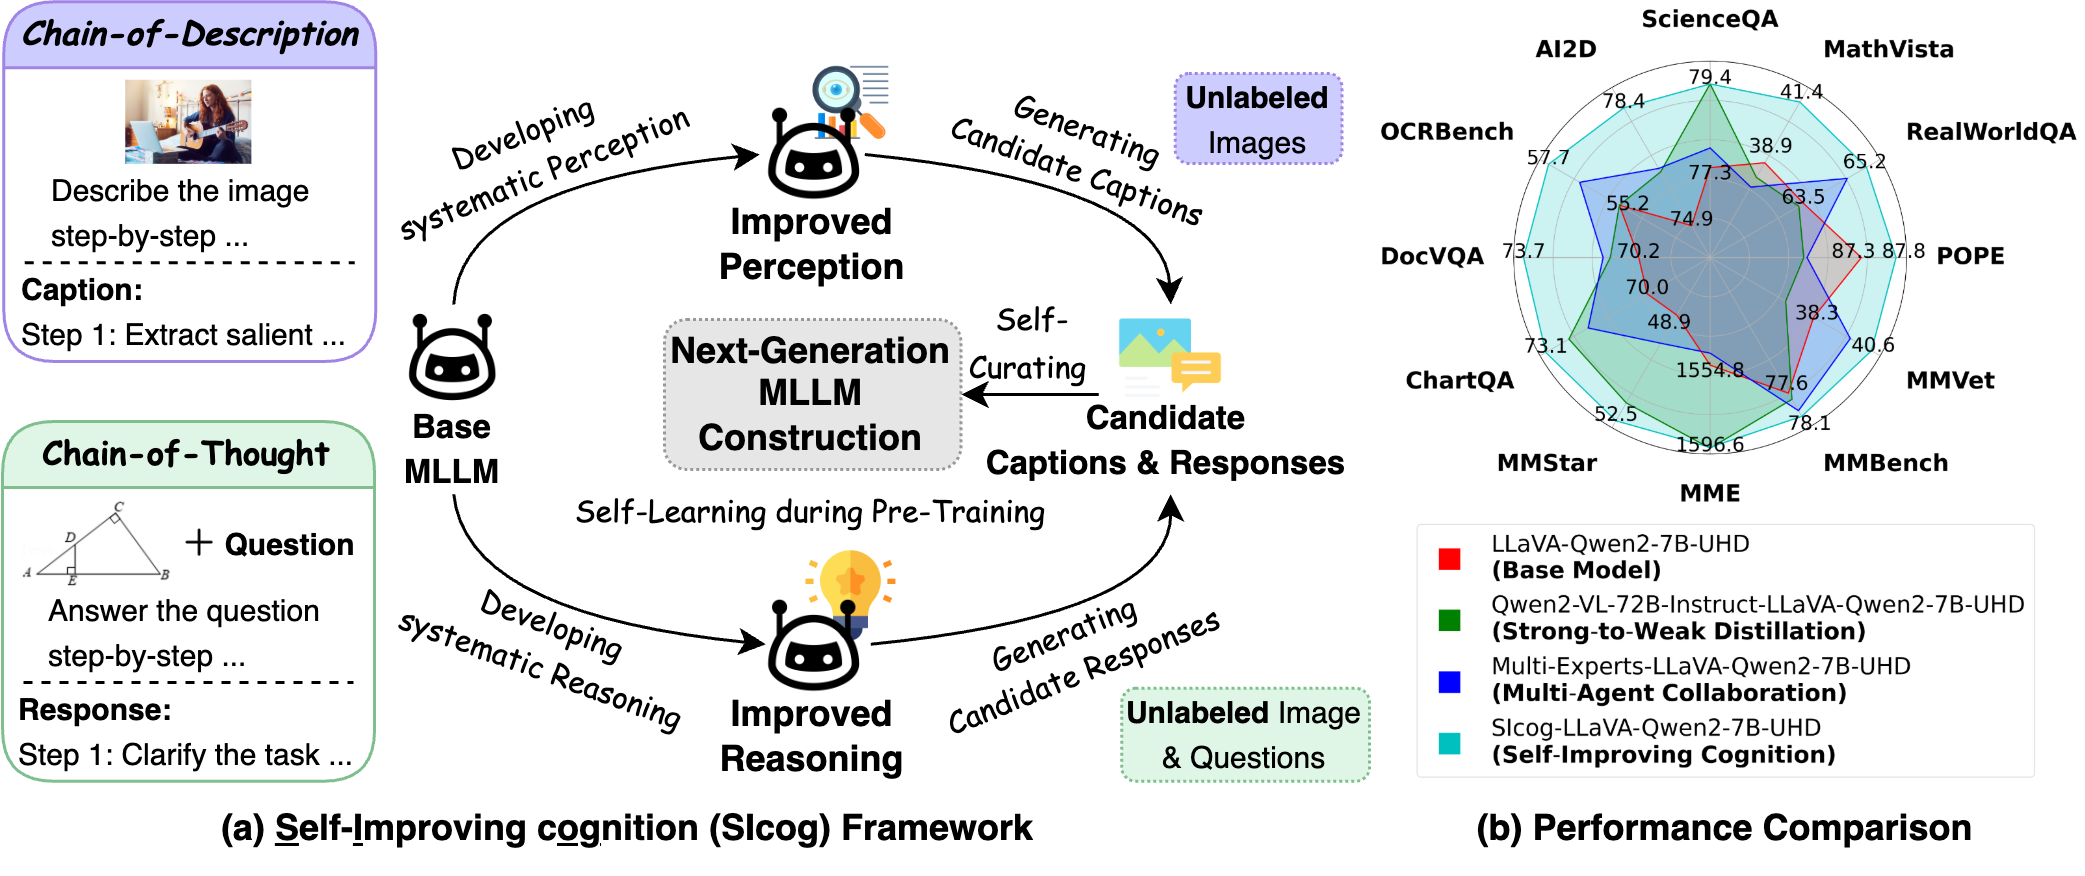 Chain-of-Description
Describe the image
step-by-step ...
Caption:
Step 1: Extract salient ...
Chain-of-Thought
A
B
C
D
E
+ Question
Answer the question
step-by-step ...
Response:
Step 1: Clarify the task ...
Base
MLLM
Developing
systematic Perception
Improved
Perception
Generating
Candidate Captions
Unlabeled
Images
Next-Generation
MLLM
Construction
Self-
Curating
Candidate
Captions & Responses
Self-Learning during Pre-Training
Developing
systematic Reasoning
Improved
Reasoning
Generating
Candidate Responses
Unlabeled Image
& Questions
(a) Self-Improving cognition (SIcog) Framework
ScienceQA
AI2D
MathVista
OCRBench
RealWorldQA
DocVQA
POPE
ChartQA
MMVet
MMStar
MMBench
MME
79.4
41.4
78.4
38.9
57.7
65.2
77.3
63.5
55.2
74.9
73.7
70.2
87.3
87.8
70.0
38.3
48.9
73.1
40.6
1554.8
77.6
52.5
78.1
1596.6
LLaVA-Qwen2-7B-UHD
(Base Model)
Qwen2-VL-72B-Instruct-LLaVA-Qwen2-7B-UHD
(Strong-to-Weak Distillation)
Multi-Experts-LLaVA-Qwen2-7B-UHD
(Multi-Agent Collaboration)
SIcog-LLaVA-Qwen2-7B-UHD
(Self-Improving Cognition)
(b) Performance Comparison